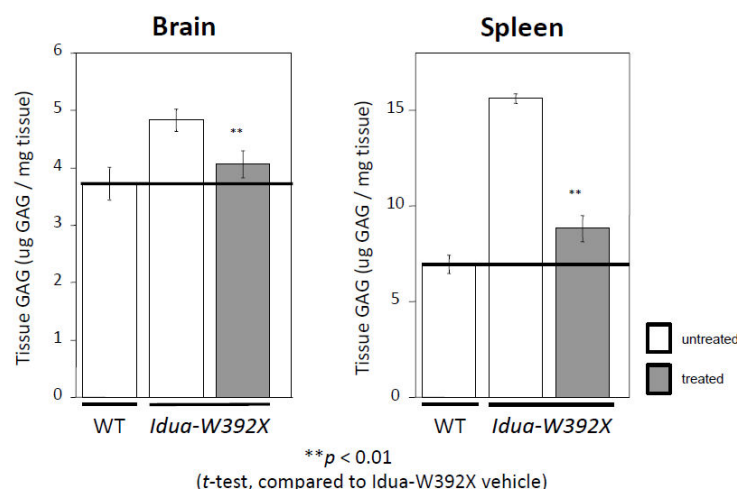 Brain
Spleen
Tissue GAG (ug GAG / mg tissue)
6
5
4
3
2
1
0
**
WT
Idua-W392X
Tissue GAG (ug GAG / mg tissue)
15
10
5
0
**
WT
Idua-W392X
untreated
treated
**p < 0.01
(t-test, compared to Idua-W392X vehicle)